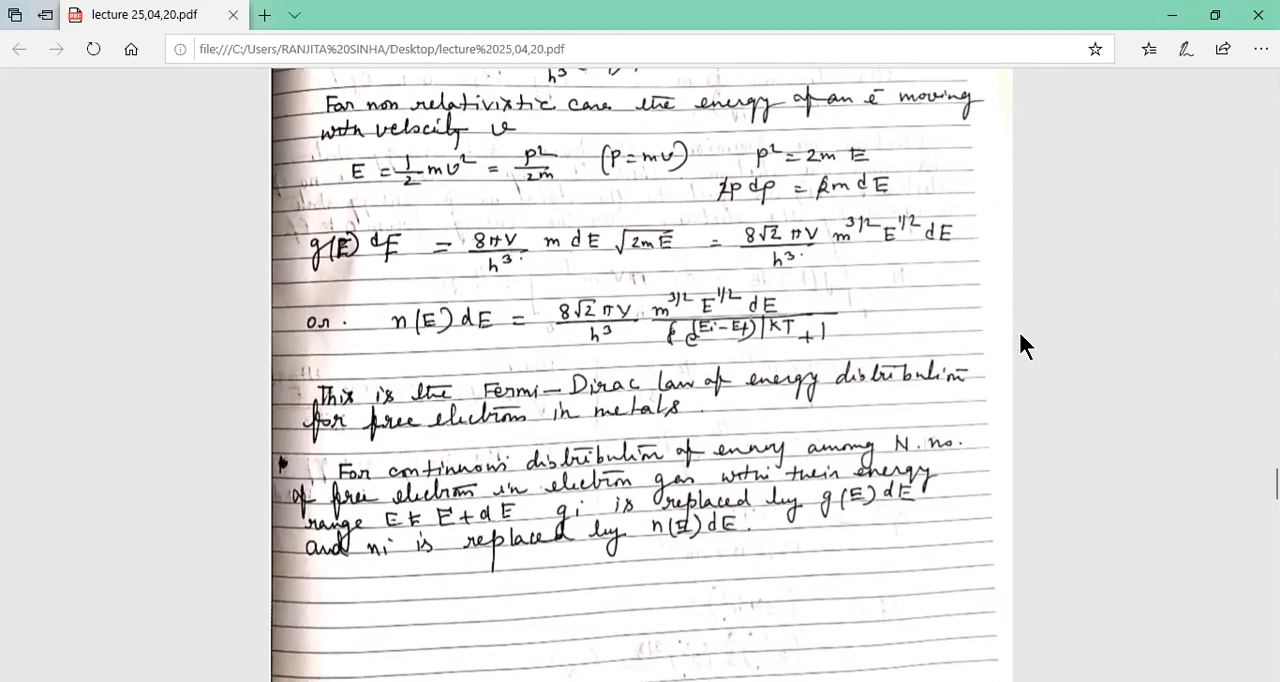 lecture 25,04,20.pdf
file:///C:/Users/RANJITA%20SINHA/Desktop/lecture%2025,04,20.pdf
h³
For non relativistic case the energy of an ē moving
with velocity v
E = 1/2 mv² = p²/2m (P = mv) p² = 2m E
2p dp = 2m dE
g(E) dE = 8πV/h³ m dE √2mE = 8√2 πV/h³ m^3/2 E^1/2 dE
or. n(E) dE = 8√2 πV/h³ m^3/2 E^1/2 dE / e^(Ei-Ef)/KT + 1
This is the Fermi-Dirac Law of energy distribution
for free electron in metals.
For continuous distribution of among N. no.
of free electron in electron gas with their energy
range E & E+dE gi is replaced by g(E) dE
and ni is replaced by n(E) dE.